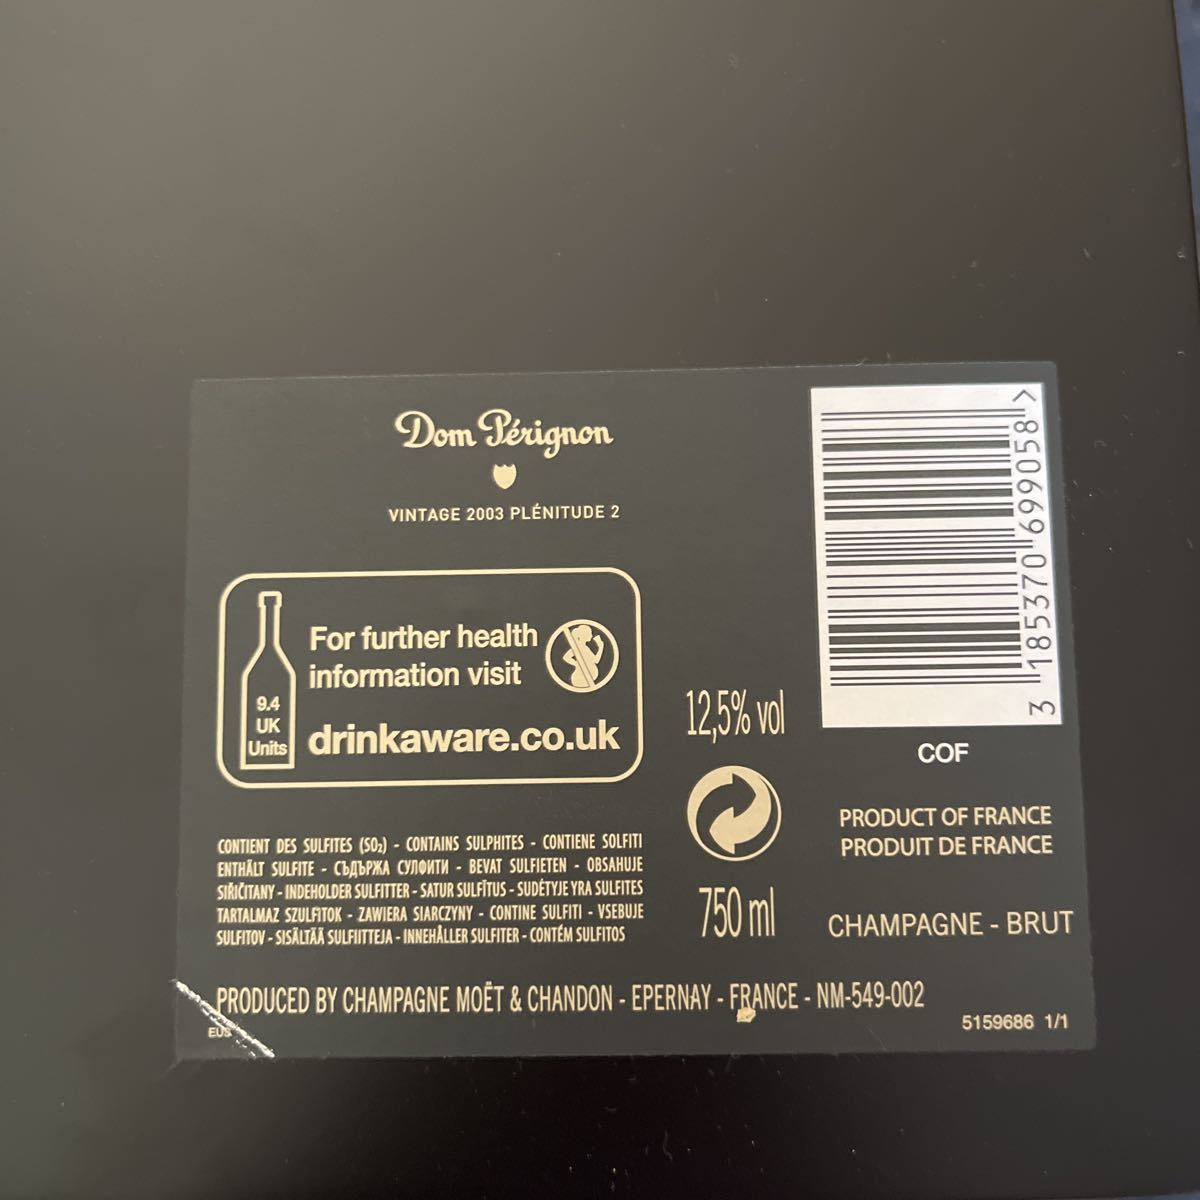 Dom Pérignon
VINTAGE 2003 PLÉNITUDE 2
9.4
UK
Units
For further health
information visit
drinkaware.co.uk
CONTIENT DES SULFITES (SO₂) - CONTAINS SULPHITES - CONTIENE SOLFITI
ENTHÄLT SULFITE - СЪДЪРЖА СУЛФИТИ - BEVAT SULFIETEN - OBSAHUJE
SIŘIČITANY - INDEHOLDER SULFITTER - SATUR SULFĪTUS - SUDĖTYJE YRA SULFITES
TARTALMAZ SZULFITOK - ZAWIERA SIARCZYNY - CONTINE SULFITI - VSEBUJE
SULFITOV - SISÄLTÄÄ SULFIITTEJA - INNEHÅLLER SULFITER - CONTÉM SULFITOS
12,5% vol
750 ml
3 185370 699058 >
COF
PRODUCT OF FRANCE
PRODUIT DE FRANCE
CHAMPAGNE - BRUT
PRODUCED BY CHAMPAGNE MOËT & CHANDON - EPERNAY - FRANCE - NM-549-002
5159686 1/1